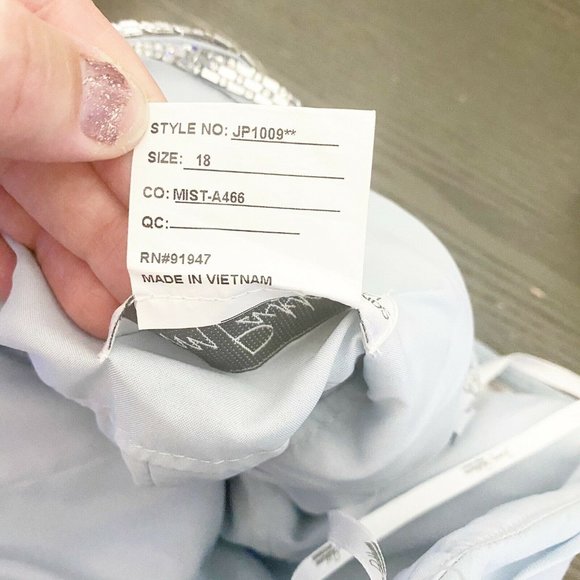 STYLE NO: JP1009**
SIZE: 18
CO: MIST-A466
QC:
RN#91947
MADE IN VIETNAM